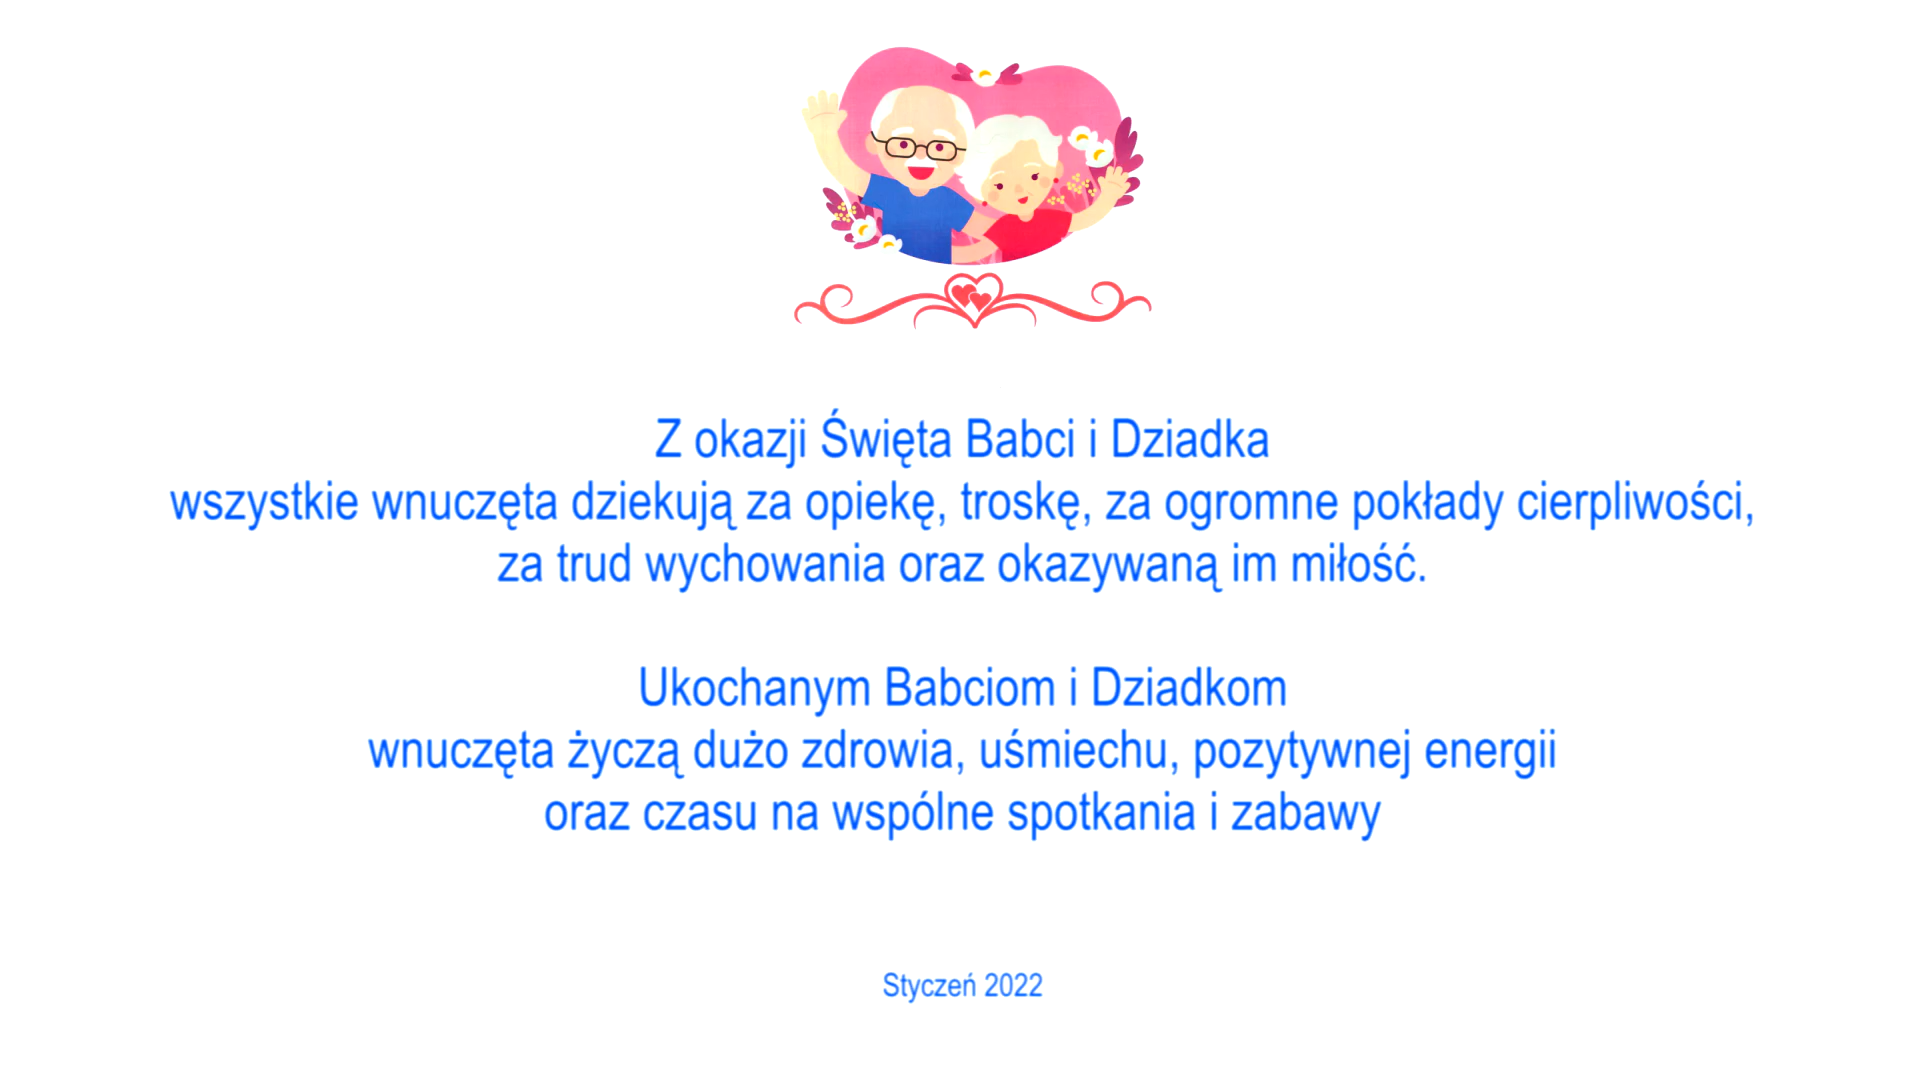 Z okazji Święta Babci i Dziadka
wszystkie wnuczęta dziekują za opiekę, troskę, za ogromne pokłady cierpliwości,
za trud wychowania oraz okazywaną im miłość.
Ukochanym Babciom i Dziadkom
wnuczęta życzą dużo zdrowia, uśmiechu, pozytywnej energii
oraz czasu na wspólne spotkania i zabawy
Styczeń 2022